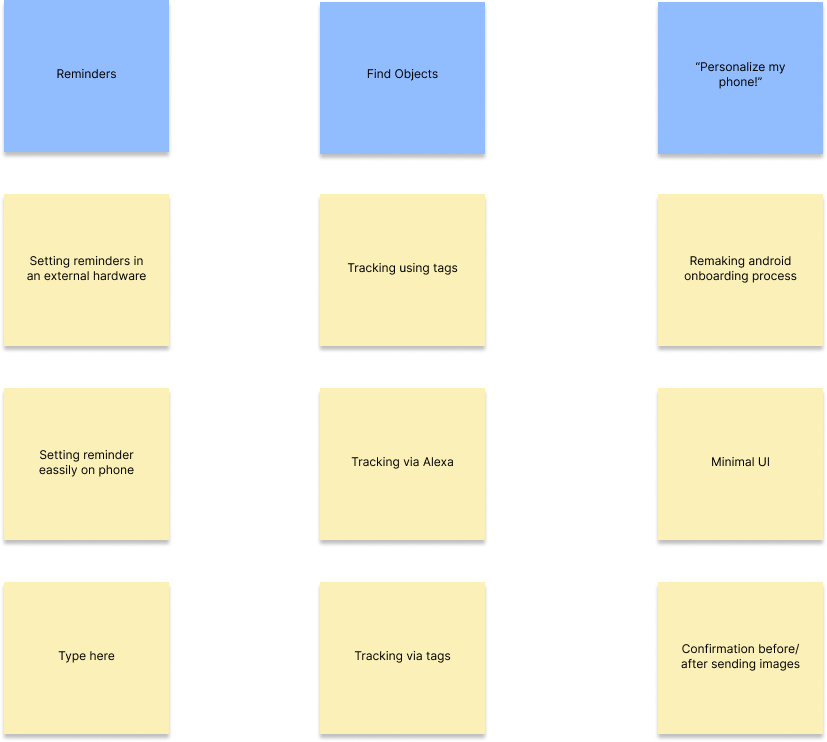 Reminders
Find Objects
“Personalize my
phone!”
Setting reminders in
an external hardware
Tracking using tags
Remaking android
onboarding process
Setting reminder
eassily on phone
Tracking via Alexa
Minimal UI
Type here
Tracking via tags
Confirmation before/
after sending images